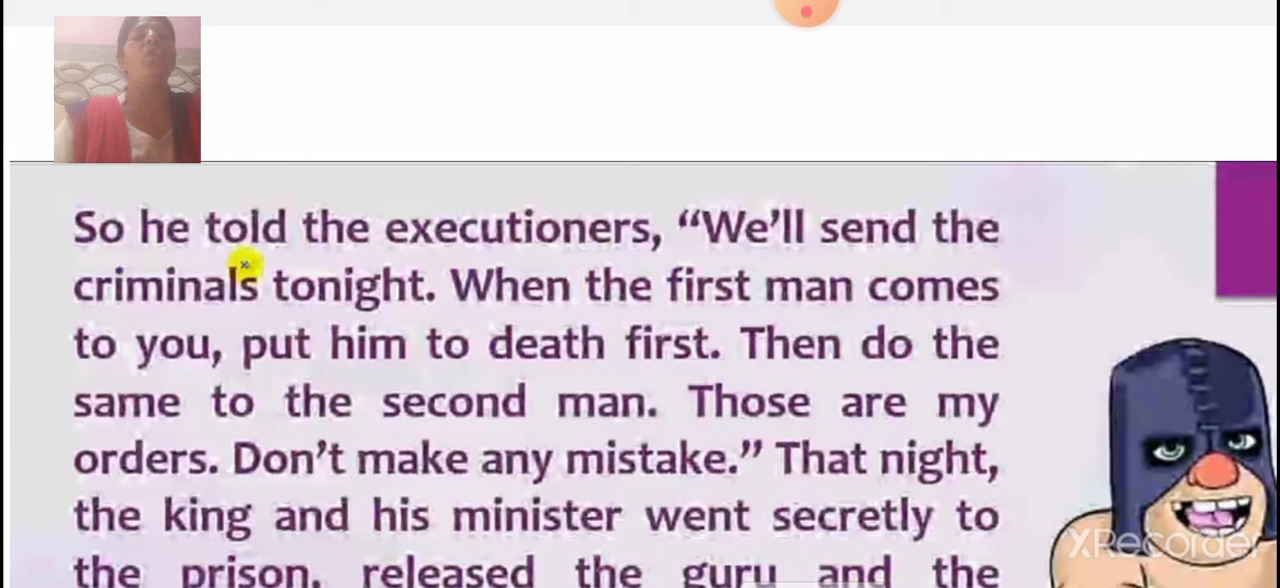 So he told the executioners, “We’ll send the
criminals tonight. When the first man comes
to you, put him to death first. Then do the
same to the second man. Those are my
orders. Don’t make any mistake.” That night,
the king and his minister went secretly to
the prison, released the guru and the
XRecorder